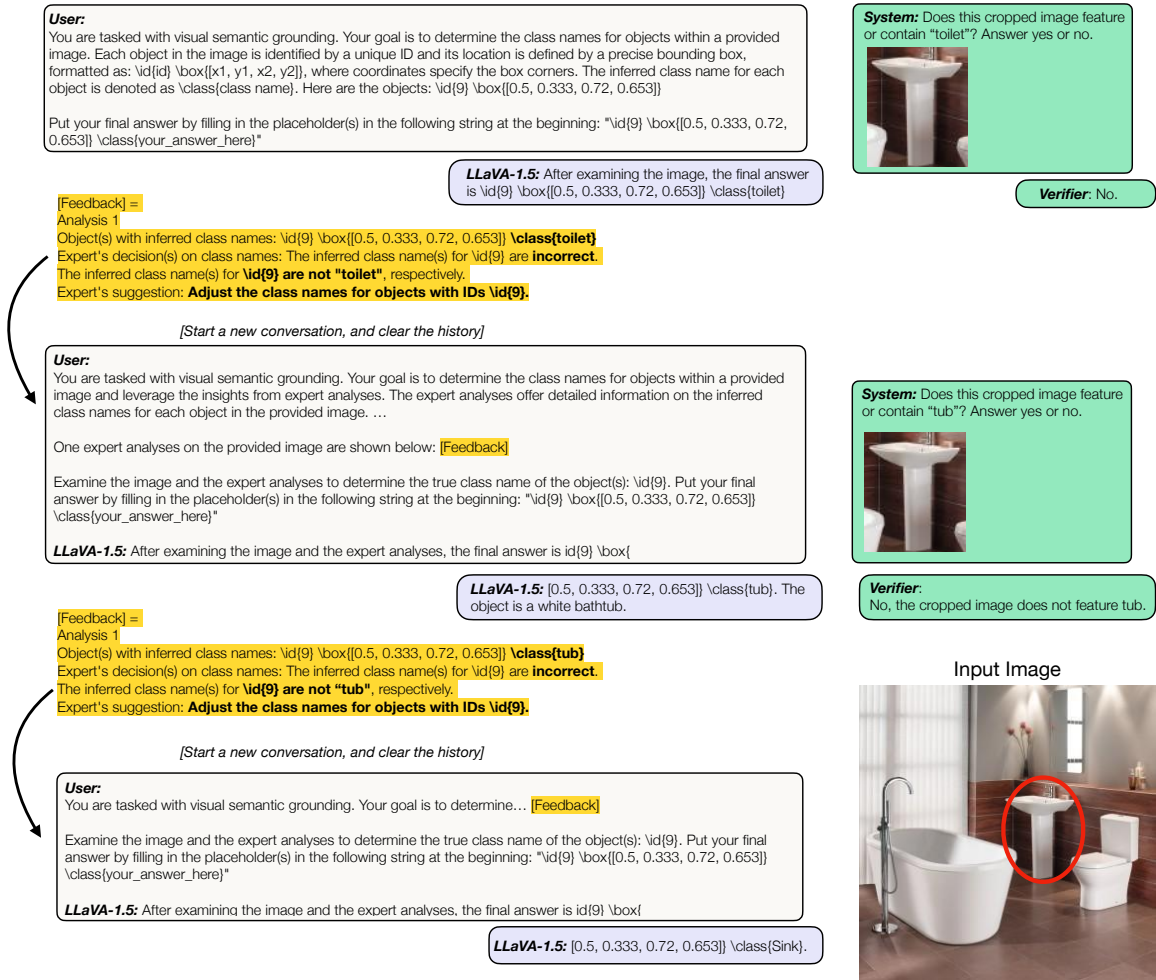 User:
You are tasked with visual semantic grounding. Your goal is to determine the class names for objects within a provided
image. Each object in the image is identified by a unique ID and its location is defined by a precise bounding box,
formatted as: \id{id} \box{[x1, y1, x2, y2]}, where coordinates specify the box corners. The inferred class name for each
object is denoted as \class{class name}. Here are the objects: \id{9} \box{[0.5, 0.333, 0.72, 0.653]}
Put your final answer by filling in the placeholder(s) in the following string at the beginning: "\id{9} \box{[0.5, 0.333, 0.72,
0.653]} \class{your_answer_here}"
LLaVA-1.5: After examining the image, the final answer
is \id{9} \box{[0.5, 0.333, 0.72, 0.653]} \class{toilet}
System: Does this cropped image feature
or contain "toilet"? Answer yes or no.
Verifier: No.
[Feedback] =
Analysis 1
Object(s) with inferred class names: \id{9} \box{[0.5, 0.333, 0.72, 0.653]} \class{toilet}
Expert's decision(s) on class names: The inferred class name(s) for \id{9} are incorrect.
The inferred class name(s) for \id{9} are not "toilet", respectively.
Expert's suggestion: Adjust the class names for objects with IDs \id{9}.
[Start a new conversation, and clear the history]
User:
You are tasked with visual semantic grounding. Your goal is to determine the class names for objects within a provided
image and leverage the insights from expert analyses. The expert analyses offer detailed information on the inferred
class names for each object in the provided image. …
One expert analyses on the provided image are shown below: [Feedback]
Examine the image and the expert analyses to determine the true class name of the object(s): \id{9}. Put your final
answer by filling in the placeholder(s) in the following string at the beginning: "\id{9} \box{[0.5, 0.333, 0.72, 0.653]}
\class{your_answer_here}"
LLaVA-1.5: After examining the image and the expert analyses, the final answer is id{9} \box{
LLaVA-1.5: [0.5, 0.333, 0.72, 0.653]} \class{tub}. The
object is a white bathtub.
System: Does this cropped image feature
or contain “tub”? Answer yes or no.
Verifier:
No, the cropped image does not feature tub.
[Feedback] =
Analysis 1
Object(s) with inferred class names: \id{9} \box{[0.5, 0.333, 0.72, 0.653]} \class{tub}
Expert's decision(s) on class names: The inferred class name(s) for \id{9} are incorrect.
The inferred class name(s) for \id{9} are not “tub", respectively.
Expert's suggestion: Adjust the class names for objects with IDs \id{9}.
[Start a new conversation, and clear the history]
User:
You are tasked with visual semantic grounding. Your goal is to determine… [Feedback]
Examine the image and the expert analyses to determine the true class name of the object(s): \id{9}. Put your final
answer by filling in the placeholder(s) in the following string at the beginning: "\id{9} \box{[0.5, 0.333, 0.72, 0.653]}
\class{your_answer_here}"
LLaVA-1.5: After examining the image and the expert analyses, the final answer is id{9} \box{
LLaVA-1.5: [0.5, 0.333, 0.72, 0.653]} \class{Sink}.
Input Image